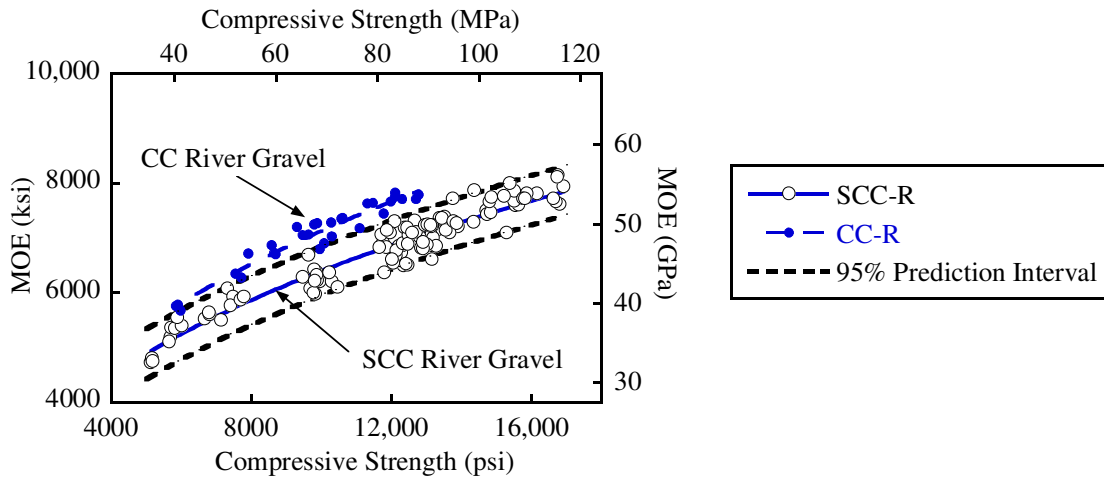 Compressive Strength (MPa)
40 60 80 100 120
10,000
8000
6000
4000
MOE (ksi)
60
50
40
30
MOE (GPa)
CC River Gravel
SCC River Gravel
4000 8000 12,000 16,000
Compressive Strength (psi)
SCC-R
CC-R
95% Prediction Interval